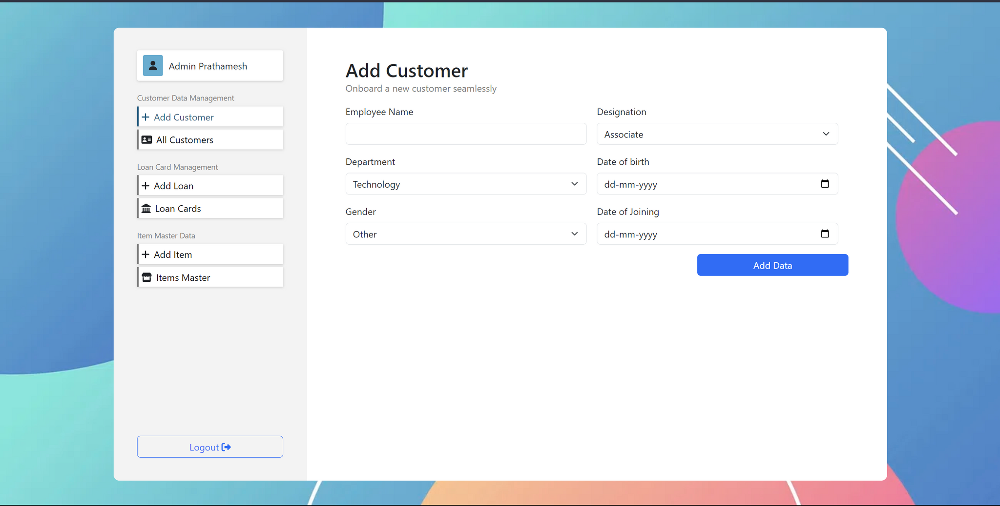 Admin Prathamesh
Customer Data Management
Add Customer
All Customers
Loan Card Management
Add Loan
Loan Cards
Item Master Data
Add Item
Items Master
Logout
Add Customer
Onboard a new customer seamlessly
Employee Name
Designation
Associate
Department
Date of birth
Technology
dd-mm-yyyy
Gender
Date of Joining
Other
dd-mm-yyyy
Add Data